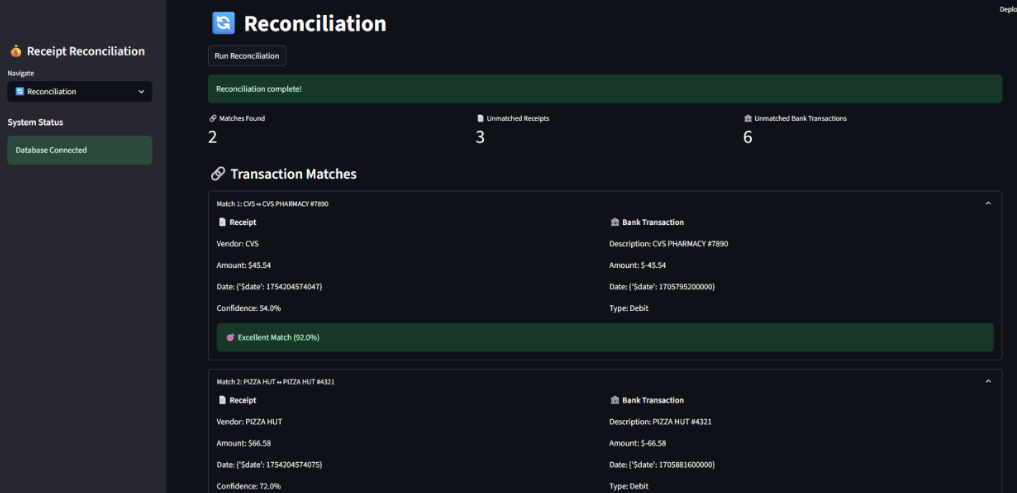 Deplo
Receipt Reconciliation
Navigate
Reconciliation
System Status
Database Connected
Reconciliation
Run Reconciliation
Reconciliation complete!
Matches Found
2
Unmatched Receipts
3
Unmatched Bank Transactions
6
Transaction Matches
Match 1: CVS ↔ CVS PHARMACY #7890
Receipt
Vendor: CVS
Amount: $45.54
Date: {'$date': 1754204574047}
Confidence: 54.0%
Bank Transaction
Description: CVS PHARMACY #7890
Amount: $-45.54
Date: {'$date': 1705795200000}
Type: Debit
Excellent Match (92.0%)
Match 2: PIZZA HUT ↔ PIZZA HUT #4321
Receipt
Vendor: PIZZA HUT
Amount: $66.58
Date: {'$date': 1754204574075}
Confidence: 72.0%
Bank Transaction
Description: PIZZA HUT #4321
Amount: $-66.58
Date: {'$date': 1705881600000}
Type: Debit